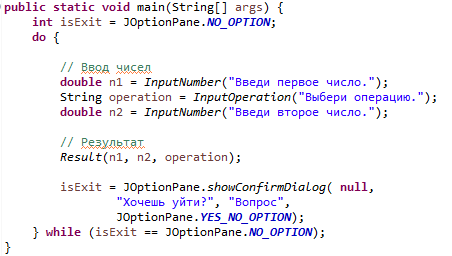 public static void main(String[] args) {
    int isExit = JOptionPane.NO_OPTION;
    do {

        // Ввод чисел
        double n1 = InputNumber("Введи первое число.");
        String operation = InputOperation("Выбери операцию.");
        double n2 = InputNumber("Введи второе число.");

        // Результат
        Result(n1, n2, operation);

        isExit = JOptionPane.showConfirmDialog( null,
                "Хочешь уйти?", "Вопрос",
                JOptionPane.YES_NO_OPTION);
    } while (isExit == JOptionPane.NO_OPTION);
}